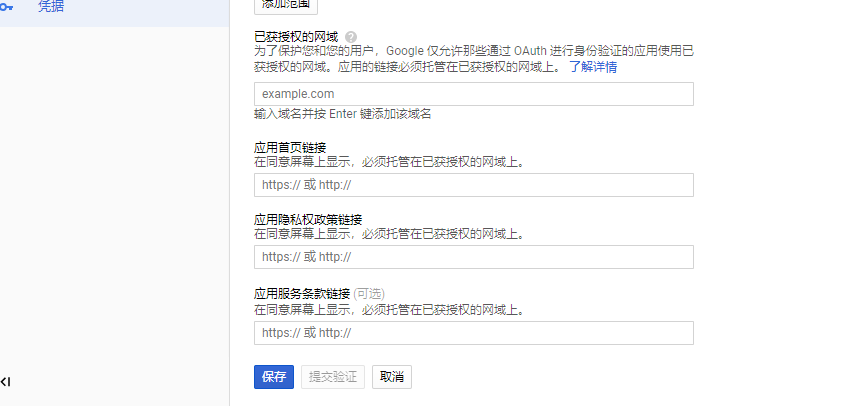 凭据
添加范围
已获授权的网域
为了保护您和您的用户，Google 仅允许那些通过 OAuth 进行身份验证的应用使用已
获授权的网域。应用的链接必须托管在已获授权的网域上。 了解详情
example.com
输入域名并按 Enter 键添加该域名
应用首页链接
在同意屏幕上显示，必须托管在已获授权的网域上。
https:// 或 http://
应用隐私权政策链接
在同意屏幕上显示，必须托管在已获授权的网域上。
https:// 或 http://
应用服务条款链接 (可选)
在同意屏幕上显示，必须托管在已获授权的网域上。
https:// 或 http://
保存 提交验证 取消